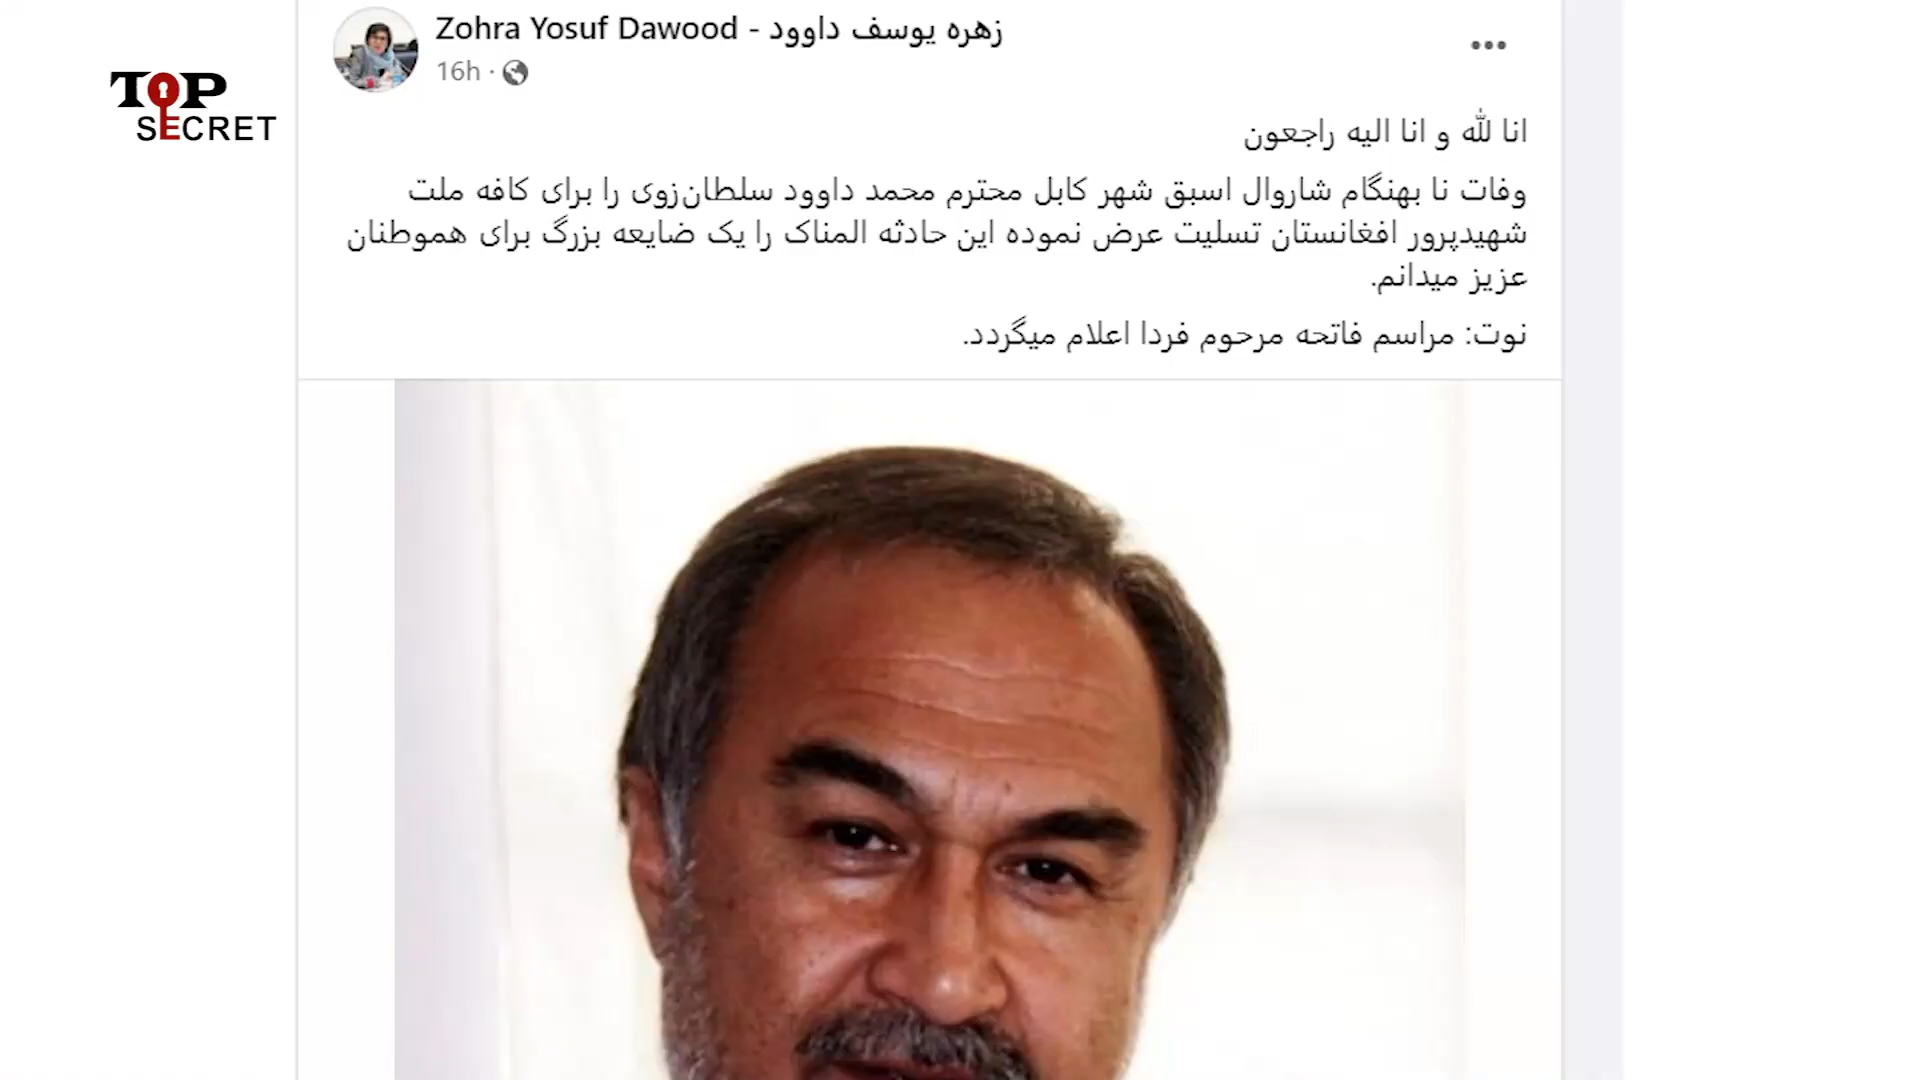 Zohra Yosuf Dawood - زهره یوسف داوود
16h ·
TOP
SECRET
انا لله و انا الیه راجعون
وفات نا بهنگام شاروال اسبق شهر کابل محترم محمد داوود سلطان‌زوی را برای کافه ملت
شهیدپرور افغانستان تسلیت عرض نموده این حادثه المناک را یک ضایعه بزرگ برای هموطنان
عزیز میدانم.
نوت: مراسم فاتحه مرحوم فردا اعلام میگردد.